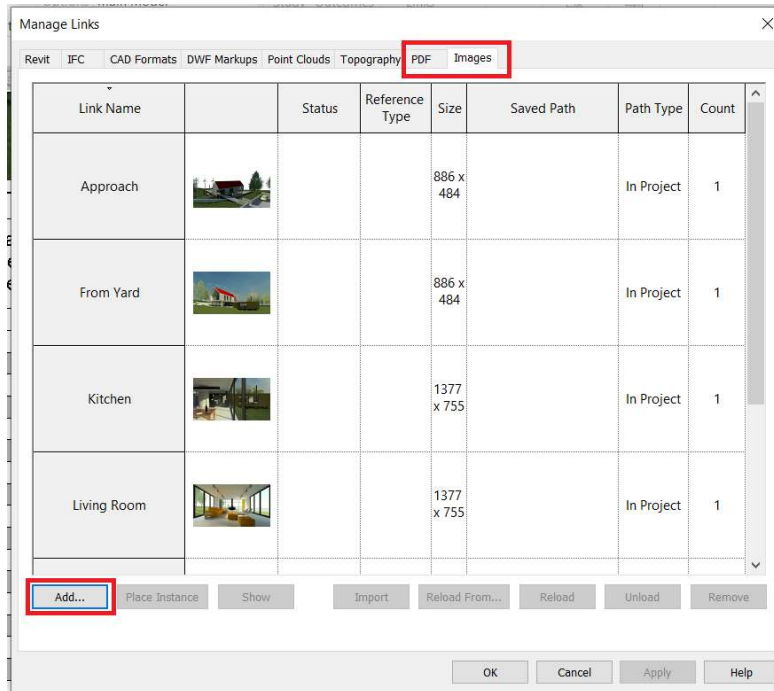 Manage Links
Revit IFC CAD Formats DWF Markups Point Clouds Topography PDF Images
Link Name Status Reference Type Size Saved Path Path Type Count
Approach 886 x 484 In Project 1
From Yard 886 x 484 In Project 1
Kitchen 1377 x 755 In Project 1
Living Room 1377 x 755 In Project 1
Add... Place Instance Show Import Reload From... Reload Unload Remove
OK Cancel Apply Help